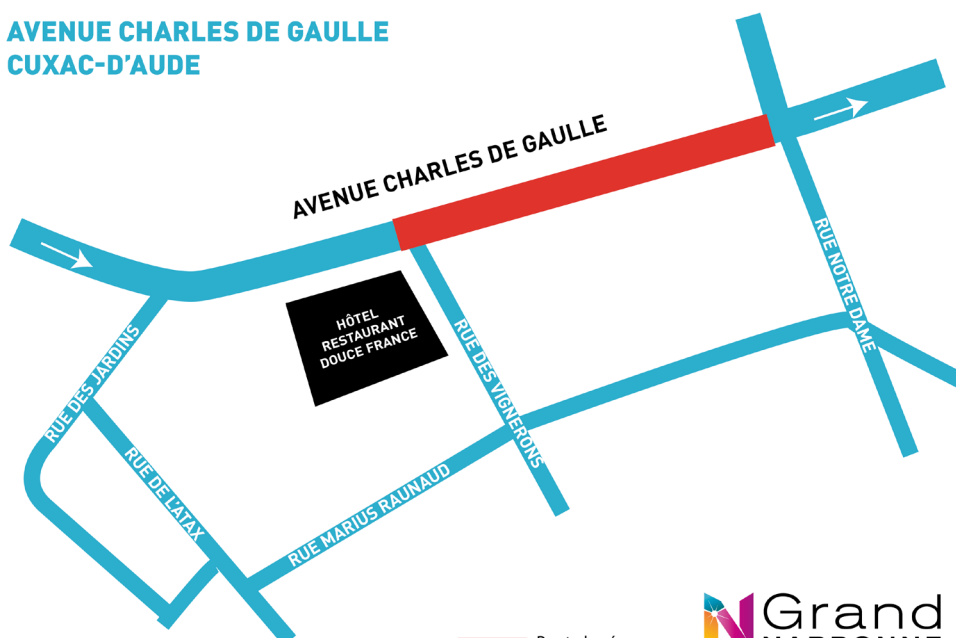 AVENUE CHARLES DE GAULLE
CUXAC-D'AUDE
AVENUE CHARLES DE GAULLE
HÔTEL
RESTAURANT
DOUCE FRANCE
RUE NOTRE DAME
RUE DES JARDINS
RUE DES VIGNERONS
RUE DE L'ATAX
RUE MARIUS RAUNAUD
Grand